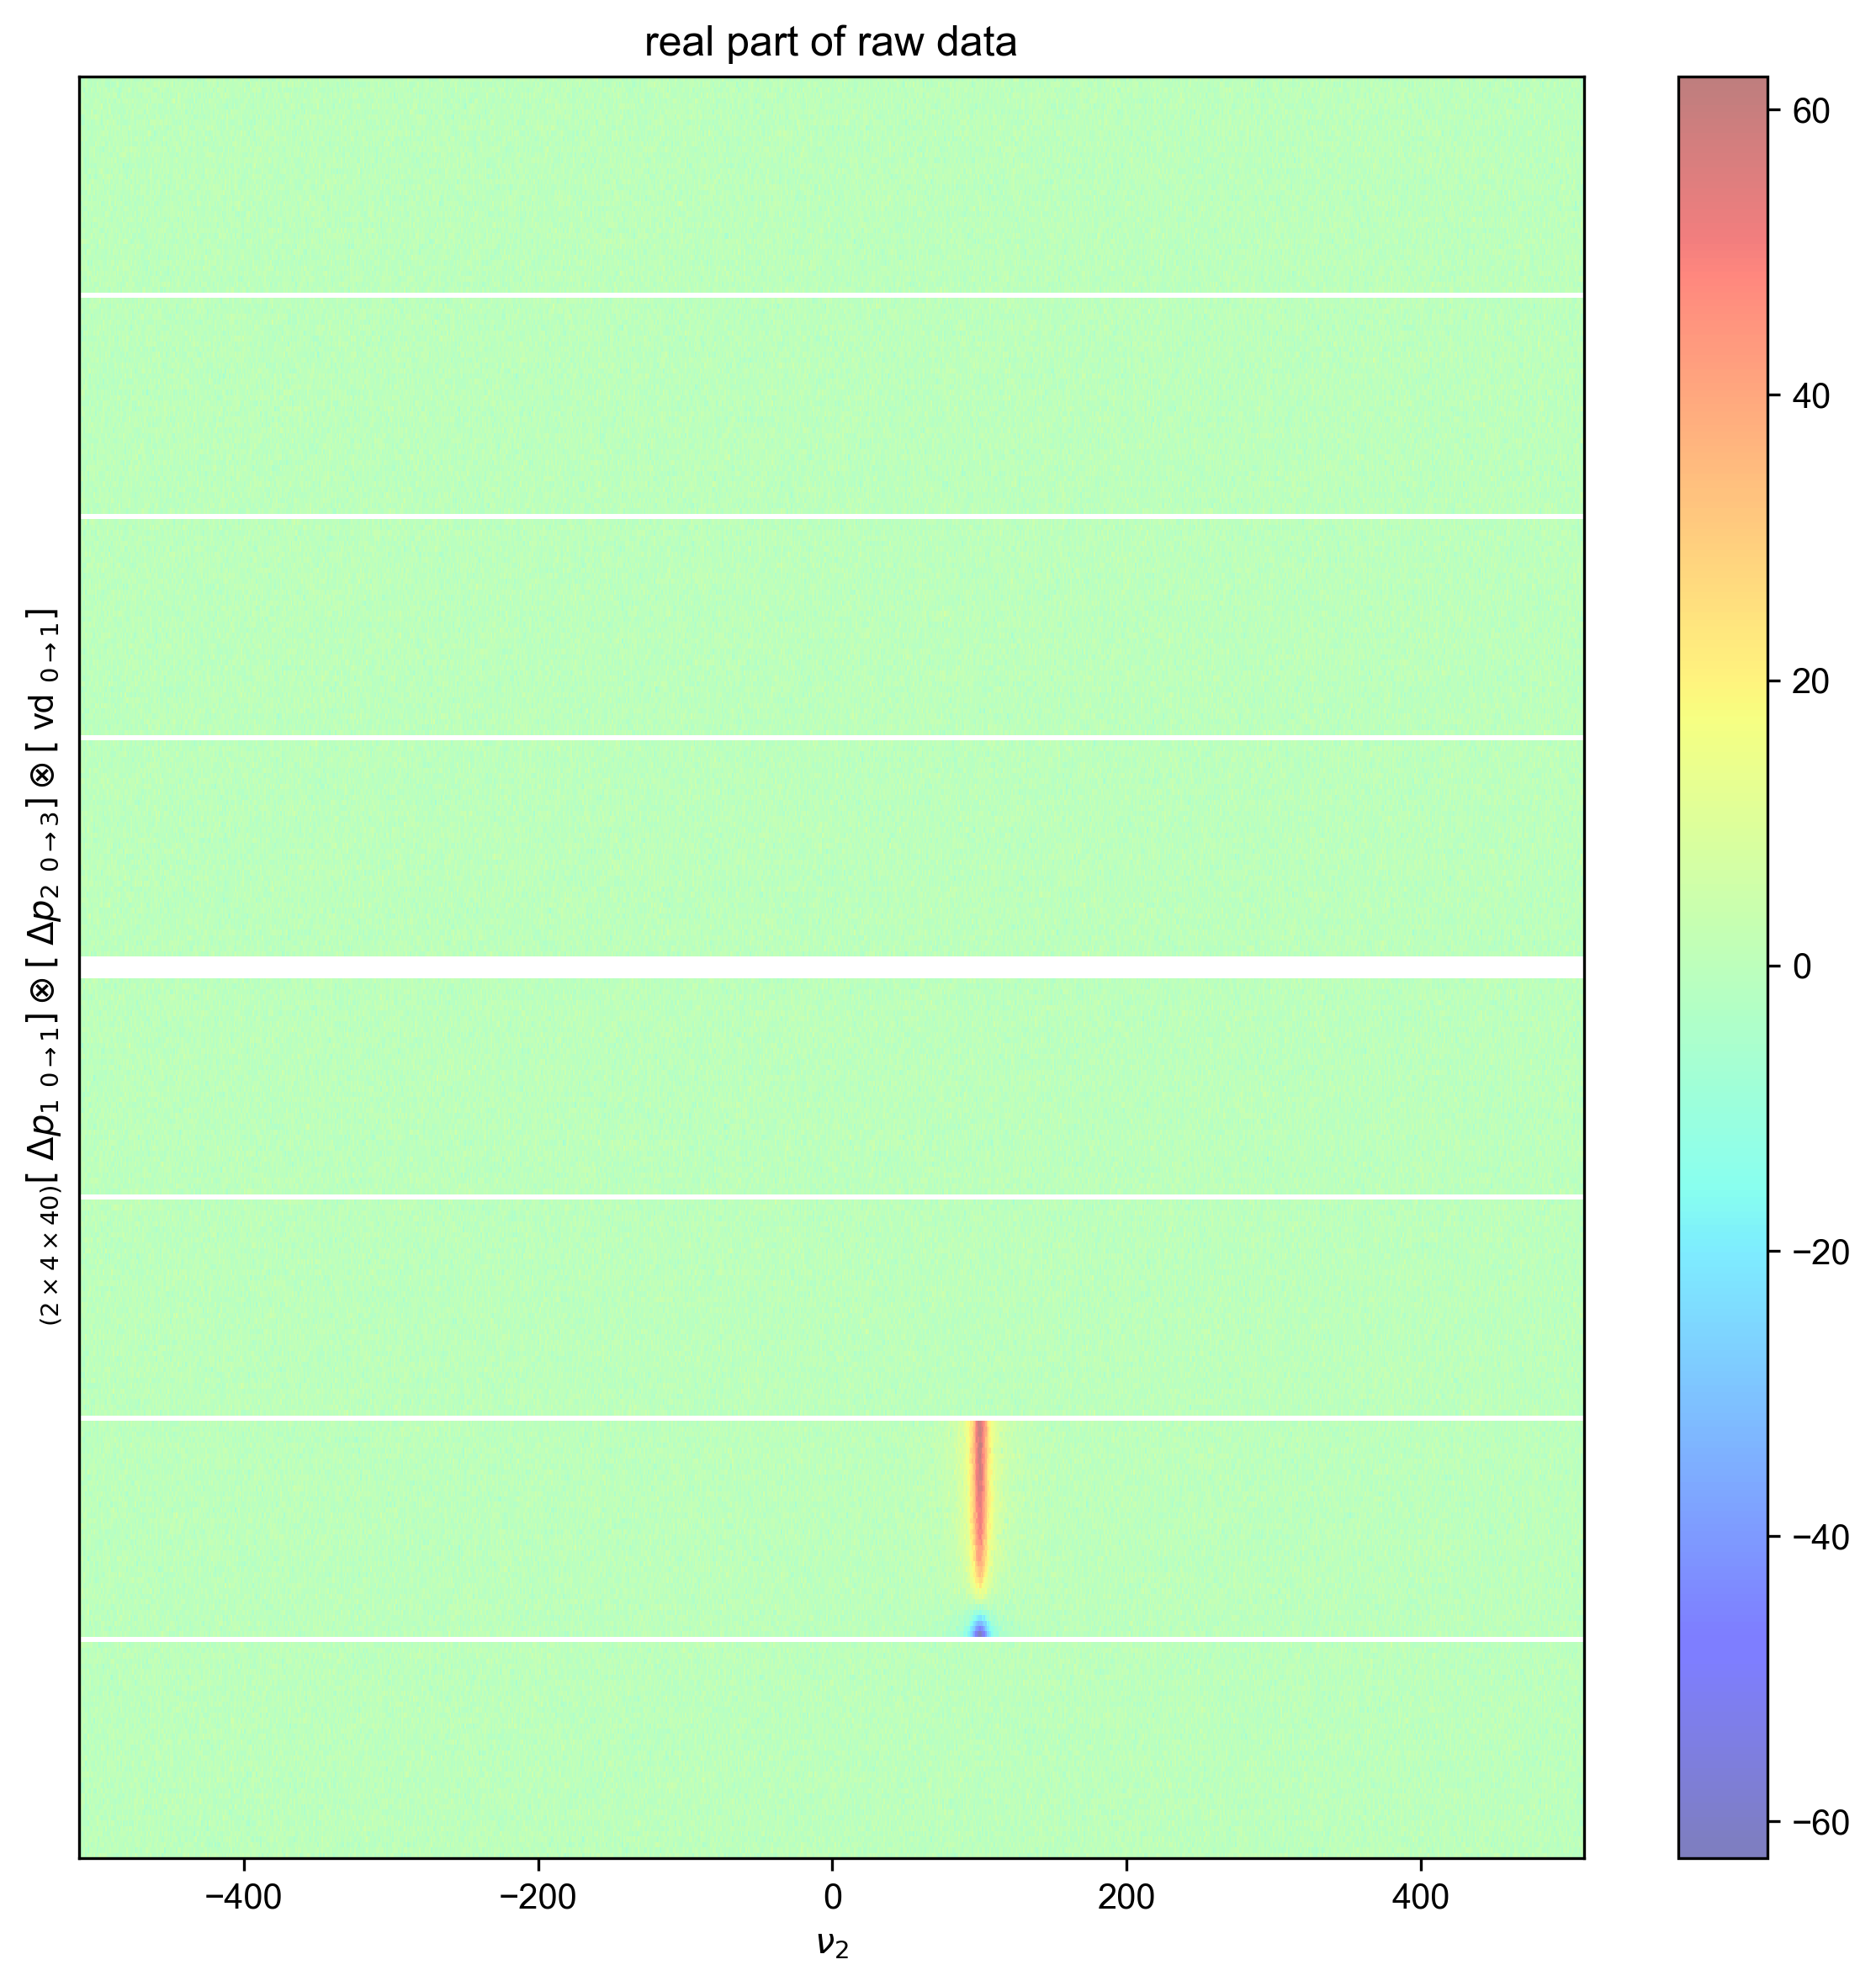 real part of raw data
(2 × 4 × 40)[ Δp₁ ₀→₁] ⊗ [ Δp₂ ₀→₃] ⊗ [ vd ₀→₁]
60
40
20
0
−20
−40
−60
−400 −200 0 200 400
ν₂